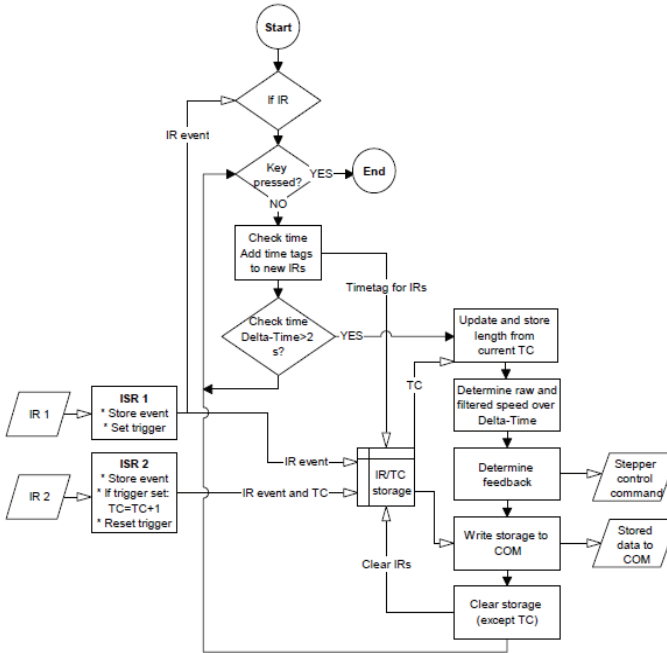 Start
If IR
IR event
Key
pressed?
YES
End
NO
Check time
Add time tags
to new IRs
Timetag for IRs
Check time
Delta-Time>2
s?
YES
Update and store
length from
current TC
TC
IR 1
ISR 1
* Store event
* Set trigger
Determine raw and
filtered speed over
Delta-Time
IR event
IR 2
ISR 2
* Store event
* If trigger set:
TC=TC+1
* Reset trigger
IR event and TC
IR/TC
storage
Determine
feedback
Stepper
control
command
Write storage to
COM
Stored
data to
COM
Clear IRs
Clear storage
(except TC)